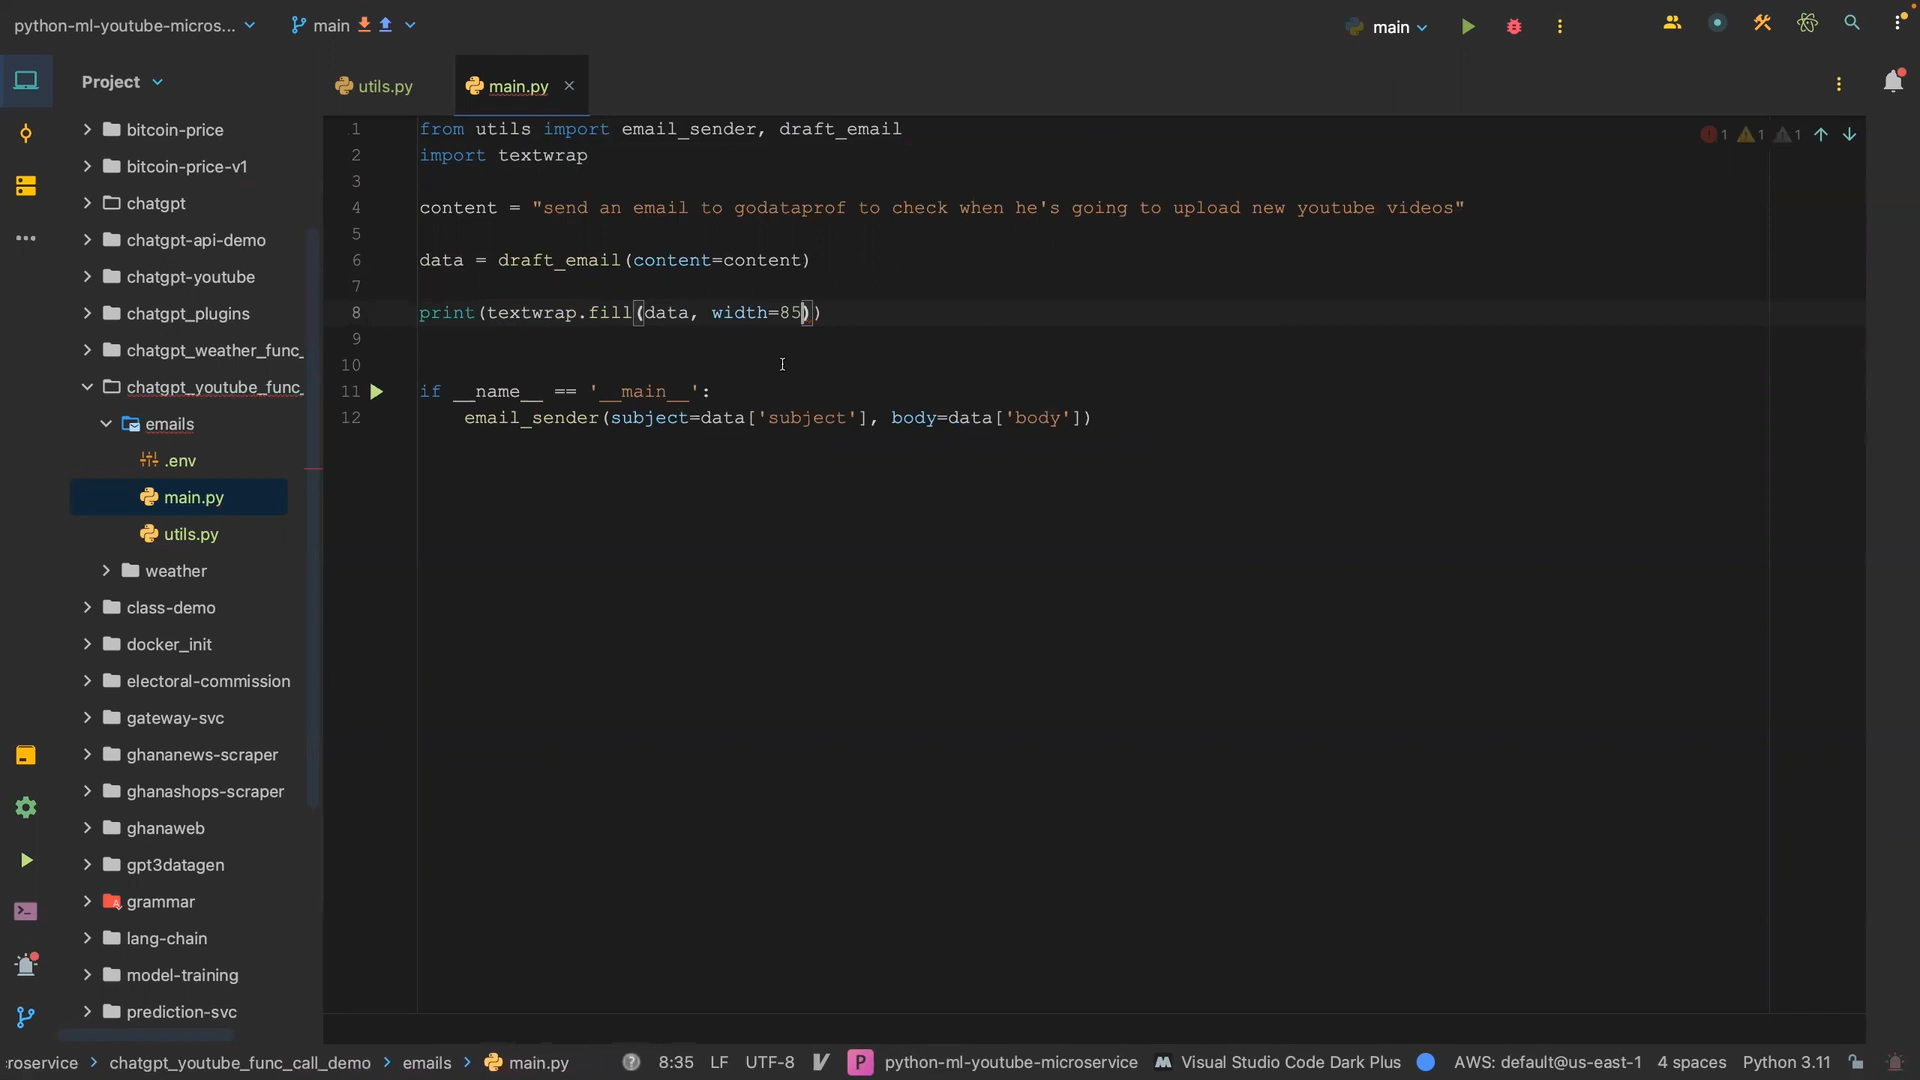 python-ml-youtube-micros...
main
main
Project
utils.py
main.py
bitcoin-price
bitcoin-price-v1
chatgpt
chatgpt-api-demo
chatgpt-youtube
chatgpt_plugins
chatgpt_weather_func_
chatgpt_youtube_func_
emails
.env
main.py
utils.py
weather
class-demo
docker_init
electoral-commission
gateway-svc
ghananews-scraper
ghanashops-scraper
ghanaweb
gpt3datagen
grammar
lang-chain
model-training
prediction-svc
1 from utils import email_sender, draft_email
2 import textwrap
3
4 content = "send an email to godataprof to check when he's going to upload new youtube videos"
5
6 data = draft_email(content=content)
7
8 print(textwrap.fill(data, width=85))
9
10
11 if __name__ == '__main__':
12 email_sender(subject=data['subject'], body=data['body'])
1 1 1
croservice > chatgpt_youtube_func_call_demo > emails > main.py
8:35 LF UTF-8 P python-ml-youtube-microservice Visual Studio Code Dark Plus AWS: default@us-east-1 4 spaces Python 3.11